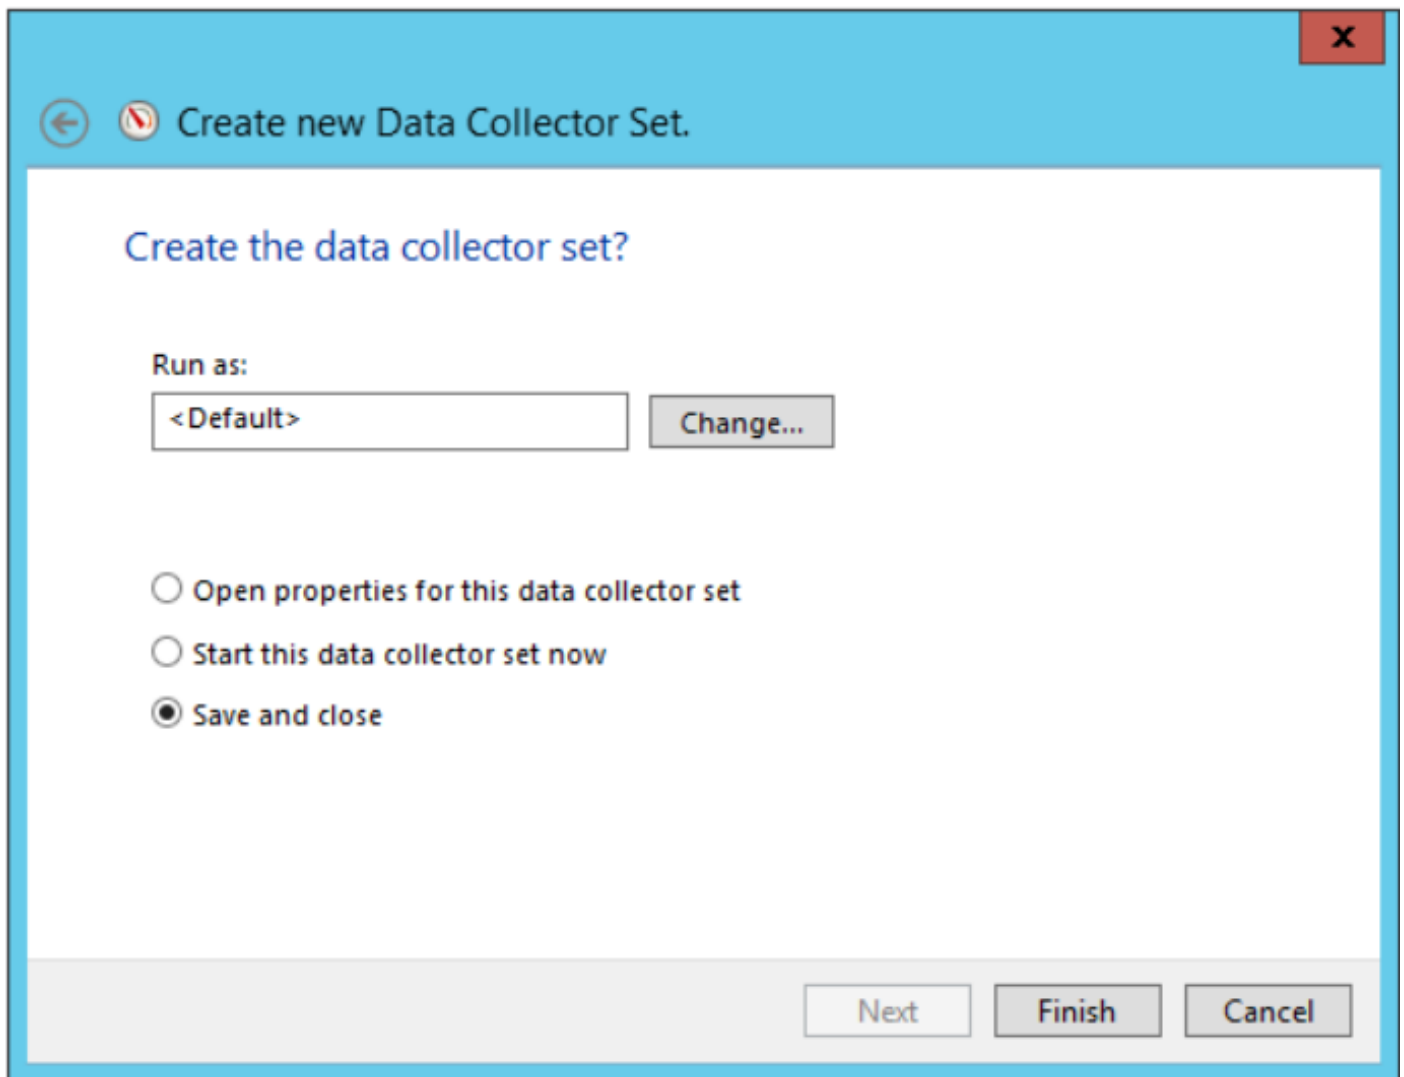 x
Create new Data Collector Set.
Create the data collector set?
Run as:
<Default>
Change...
Open properties for this data collector set
Start this data collector set now
Save and close
Next
Finish
Cancel